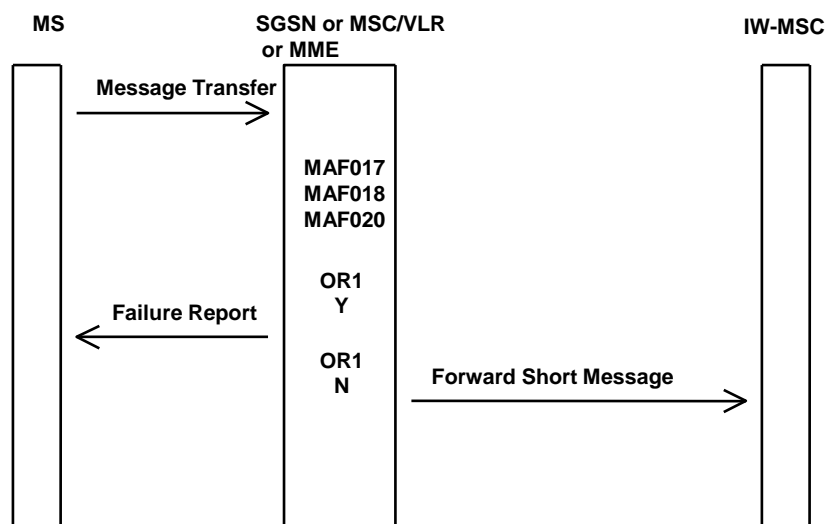 MS
SGSN or MSC/VLR
or MME
IW-MSC
Message Transfer
MAF017
MAF018
MAF020
OR1
Y
Failure Report
OR1
N
Forward Short Message